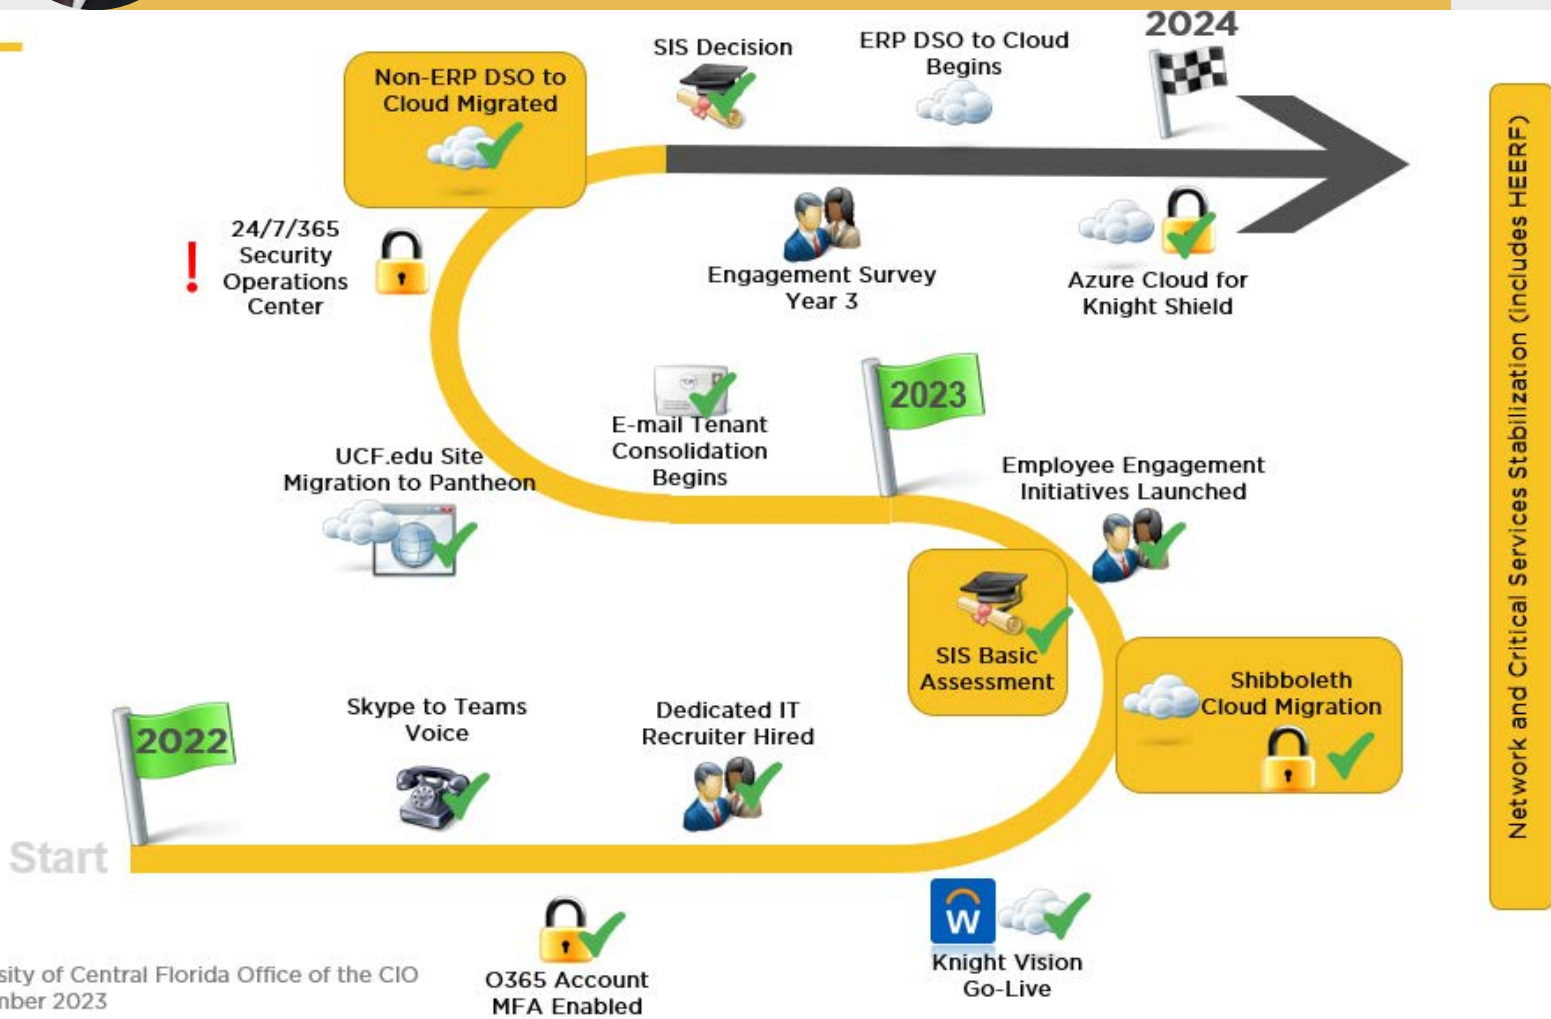 2024
SIS Decision
ERP DSO to Cloud
Begins
Non-ERP DSO to
Cloud Migrated
24/7/365
Security
Operations
Center
!
Engagement Survey
Year 3
Azure Cloud for
Knight Shield
2023
E-mail Tenant
Consolidation
Begins
UCF.edu Site
Migration to Pantheon
Employee Engagement
Initiatives Launched
SIS Basic
Assessment
Shibboleth
Cloud Migration
2022
Skype to Teams
Voice
Dedicated IT
Recruiter Hired
Start
O365 Account
MFA Enabled
W
Knight Vision
Go-Live
sity of Central Florida Office of the CIO
mber 2023
Network and Critical Services Stabilization (includes HEERF)